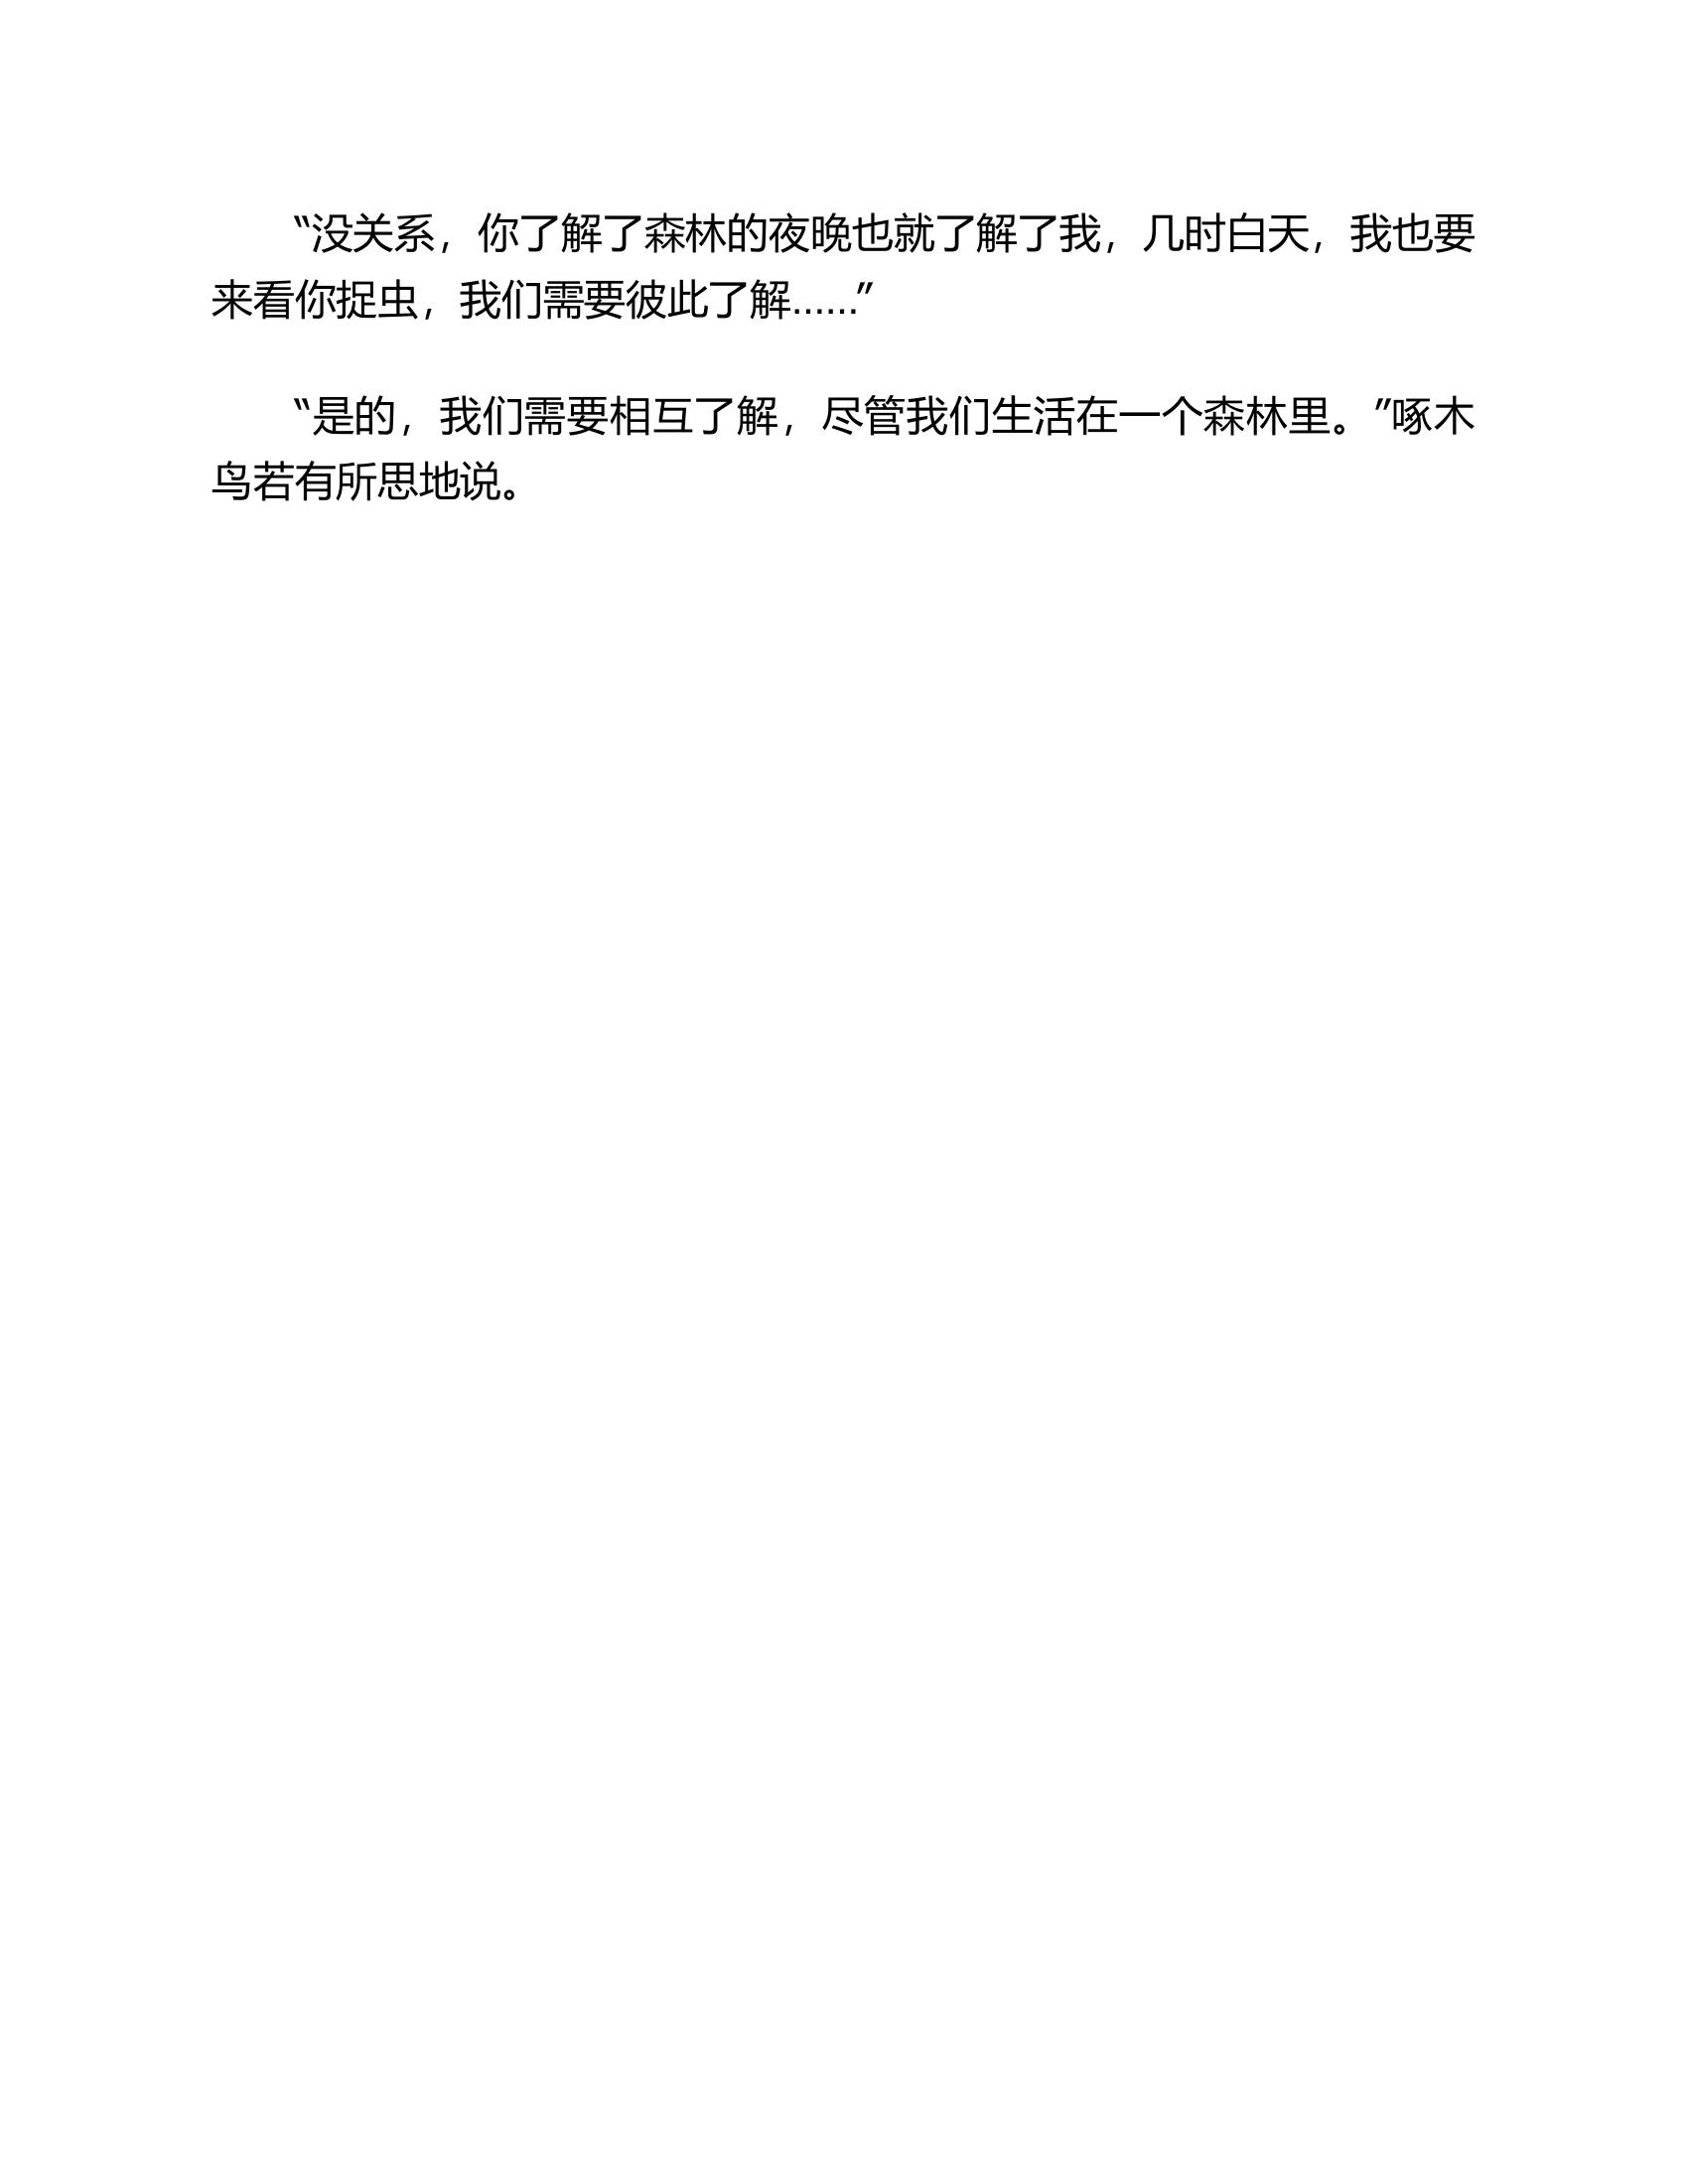 “没关系，你了解了森林的夜晚也就了解了我，几时白天，我也要
来看你捉虫，我们需要彼此了解……”
“是的，我们需要相互了解，尽管我们生活在一个森林里。”啄木
鸟若有所思地说。